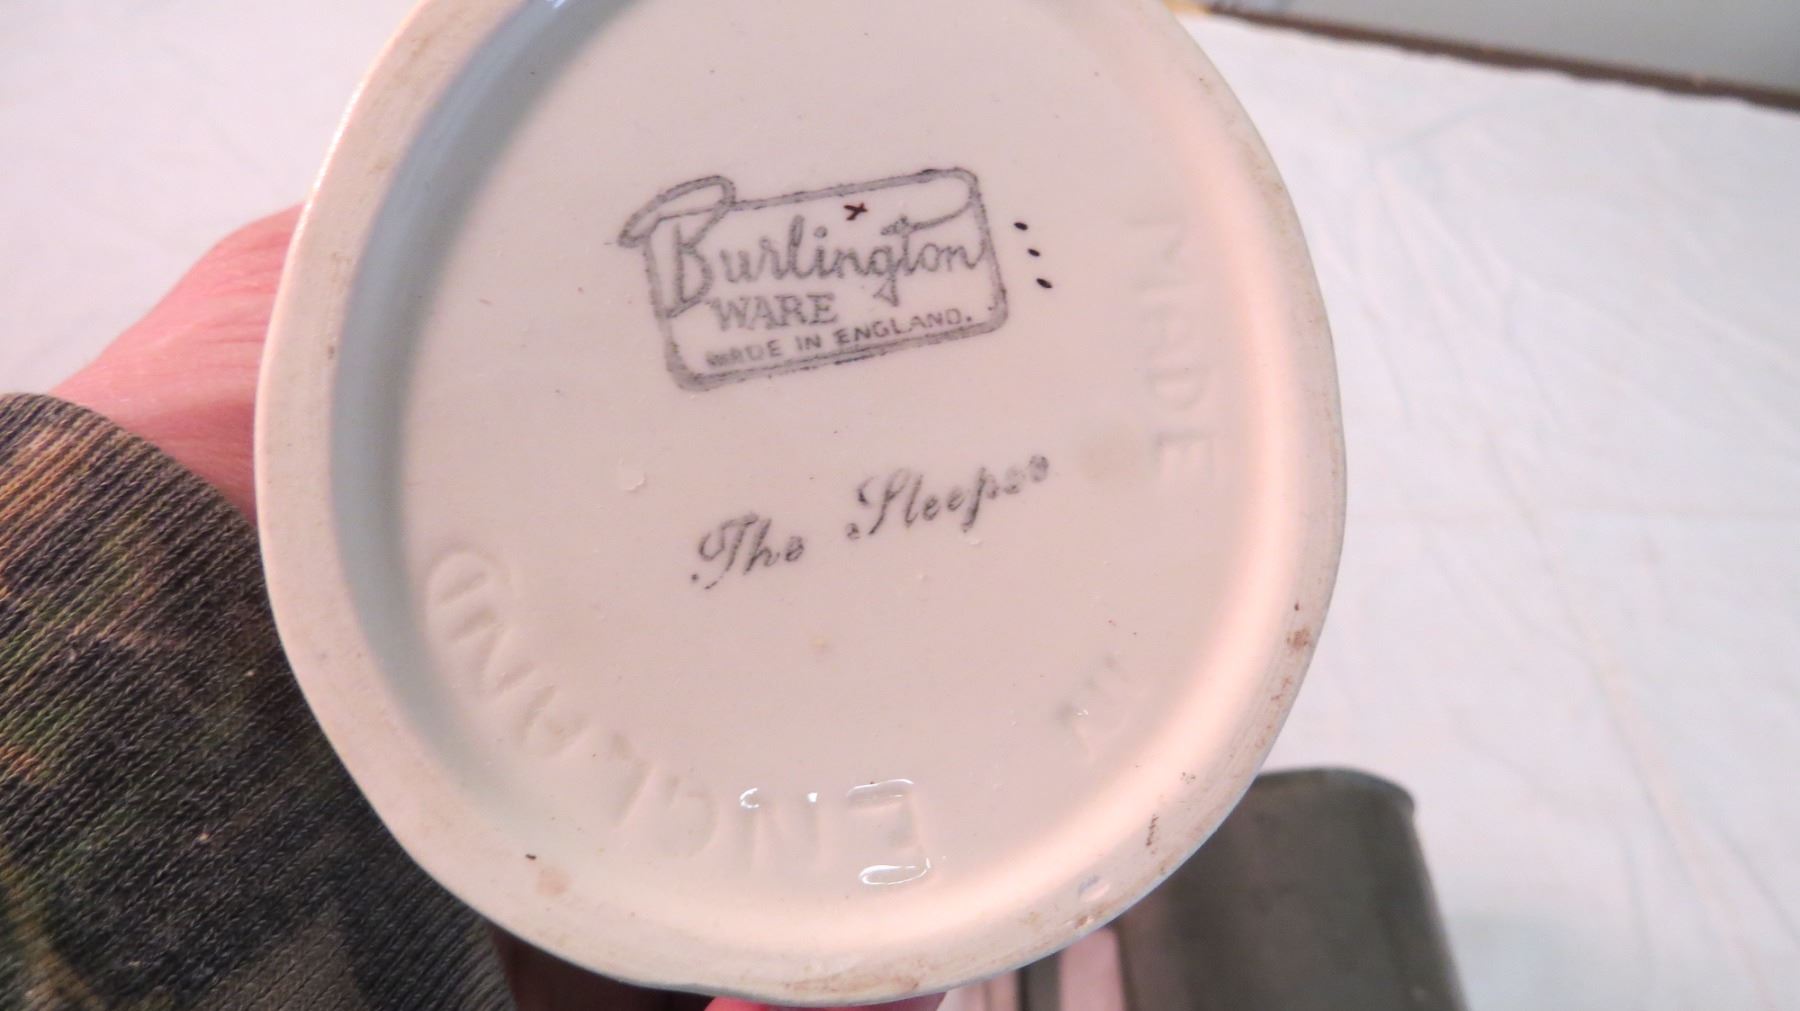 Burlington
WARE
MADE IN ENGLAND.
The Sleeper
MADE
IN
ENGLAND